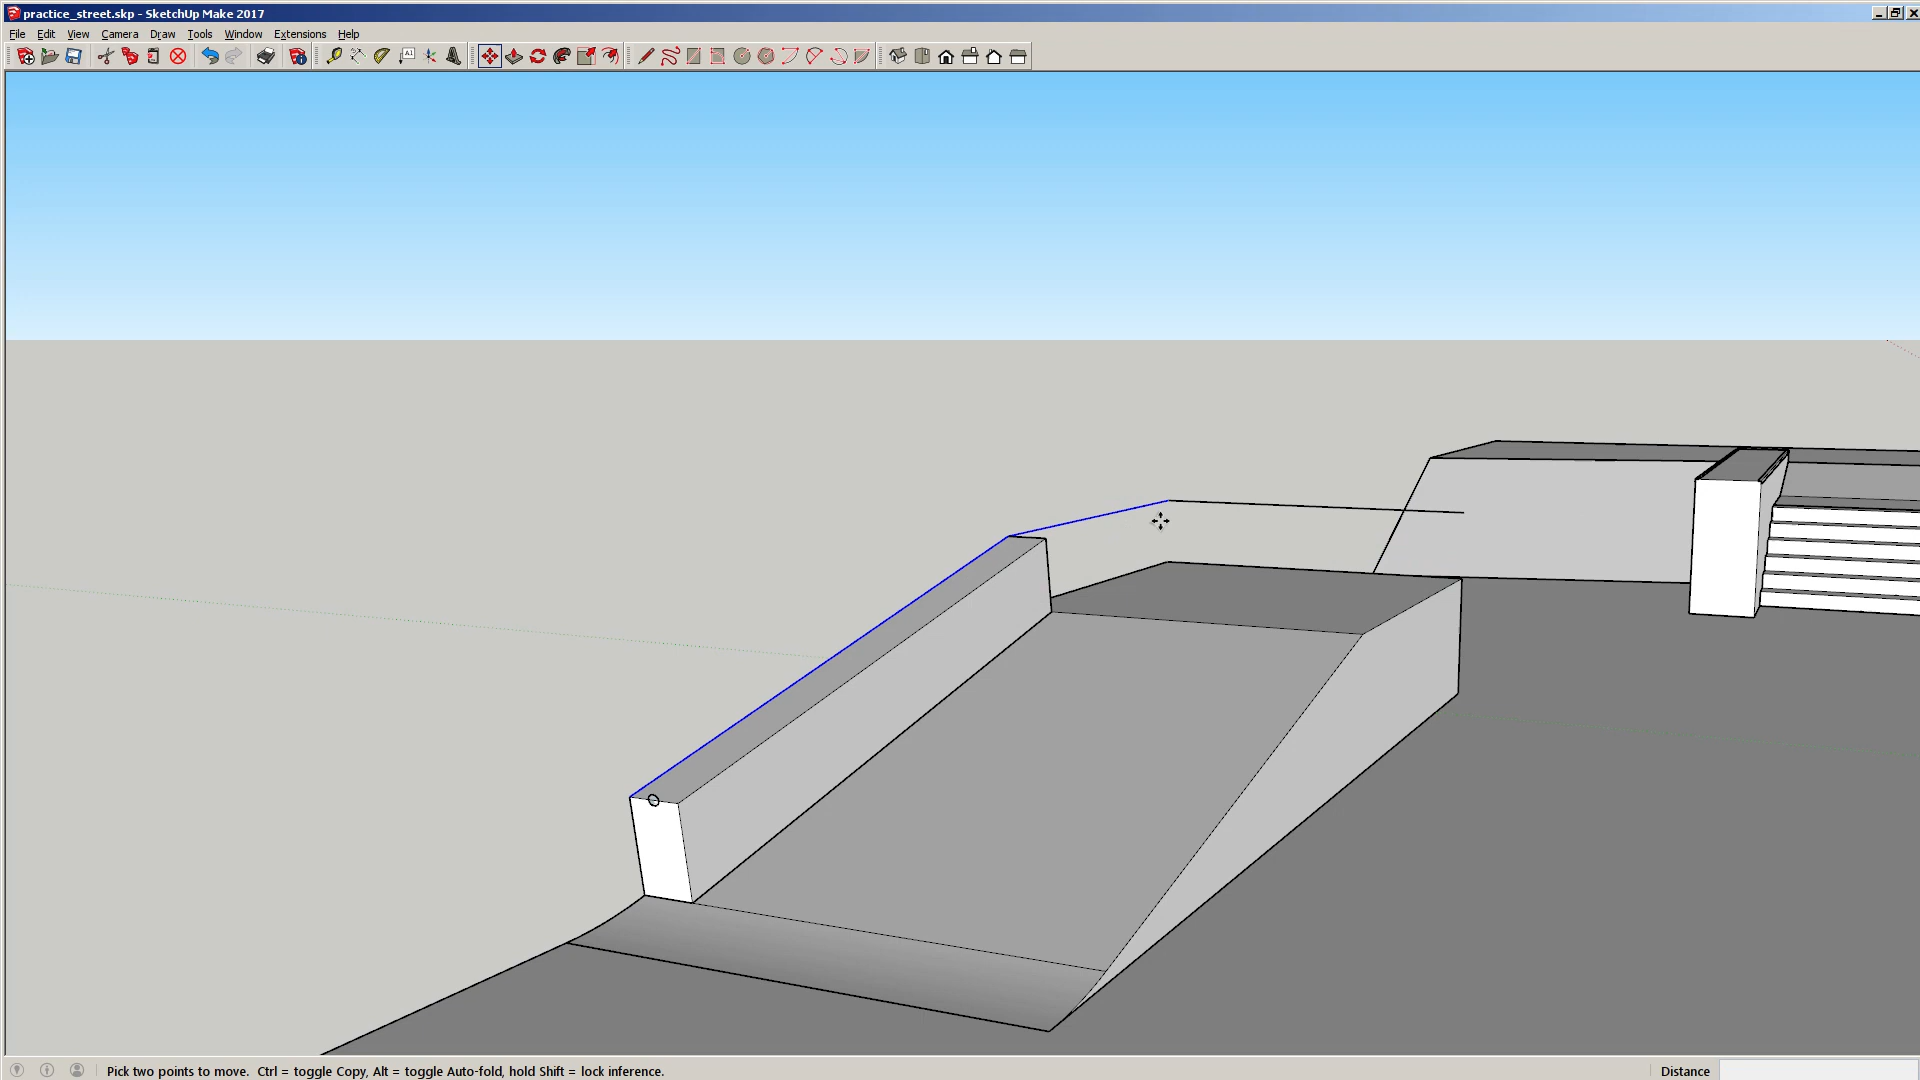 practice_street.skp - SketchUp Make 2017
File Edit View Camera Draw Tools Window Extensions Help
A1
Pick two points to move. Ctrl = toggle Copy, Alt = toggle Auto-fold, hold Shift = lock inference.
Distance